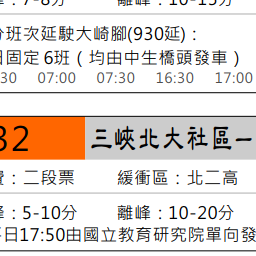 峰：7-8分 離峰：13-15分
分班次延駛大崎腳(930延)：
日固定 6班（均由中生橋頭發車）
30 07:00 07:30 16:30 17:00
32 三峽北大社區一
費：二段票 緩衝區：北二高
峰：5-10分 離峰：10-20分
日17:50由國立教育研究院單向發